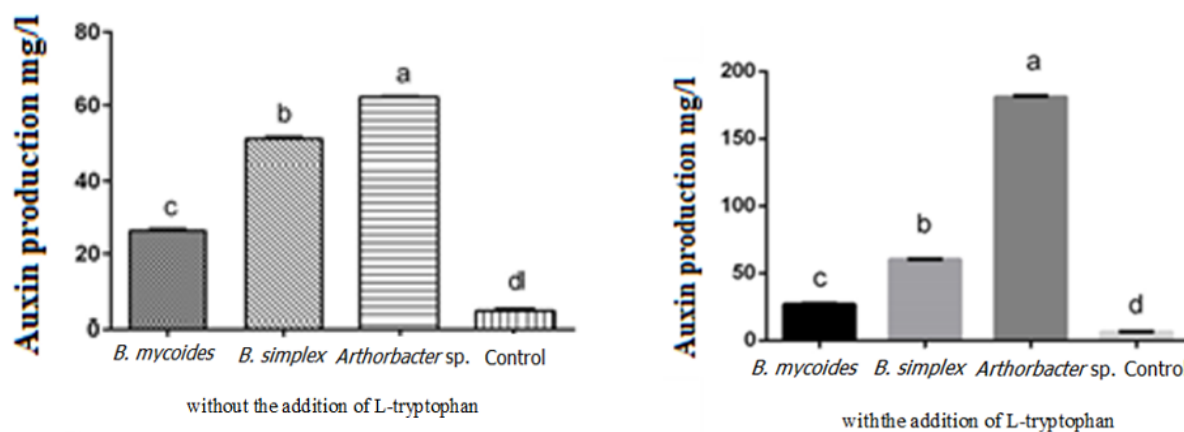 Auxin production mg/l
80
60
40
20
0
a
b
c
d
B. mycoides B. simplex Arthorbacter sp. Control
without the addition of L-tryptophan
Auxin production mg/l
200
150
100
50
0
a
b
c
d
B. mycoides B. simplex Arthorbacter sp. Control
withthe addition of L-tryptophan